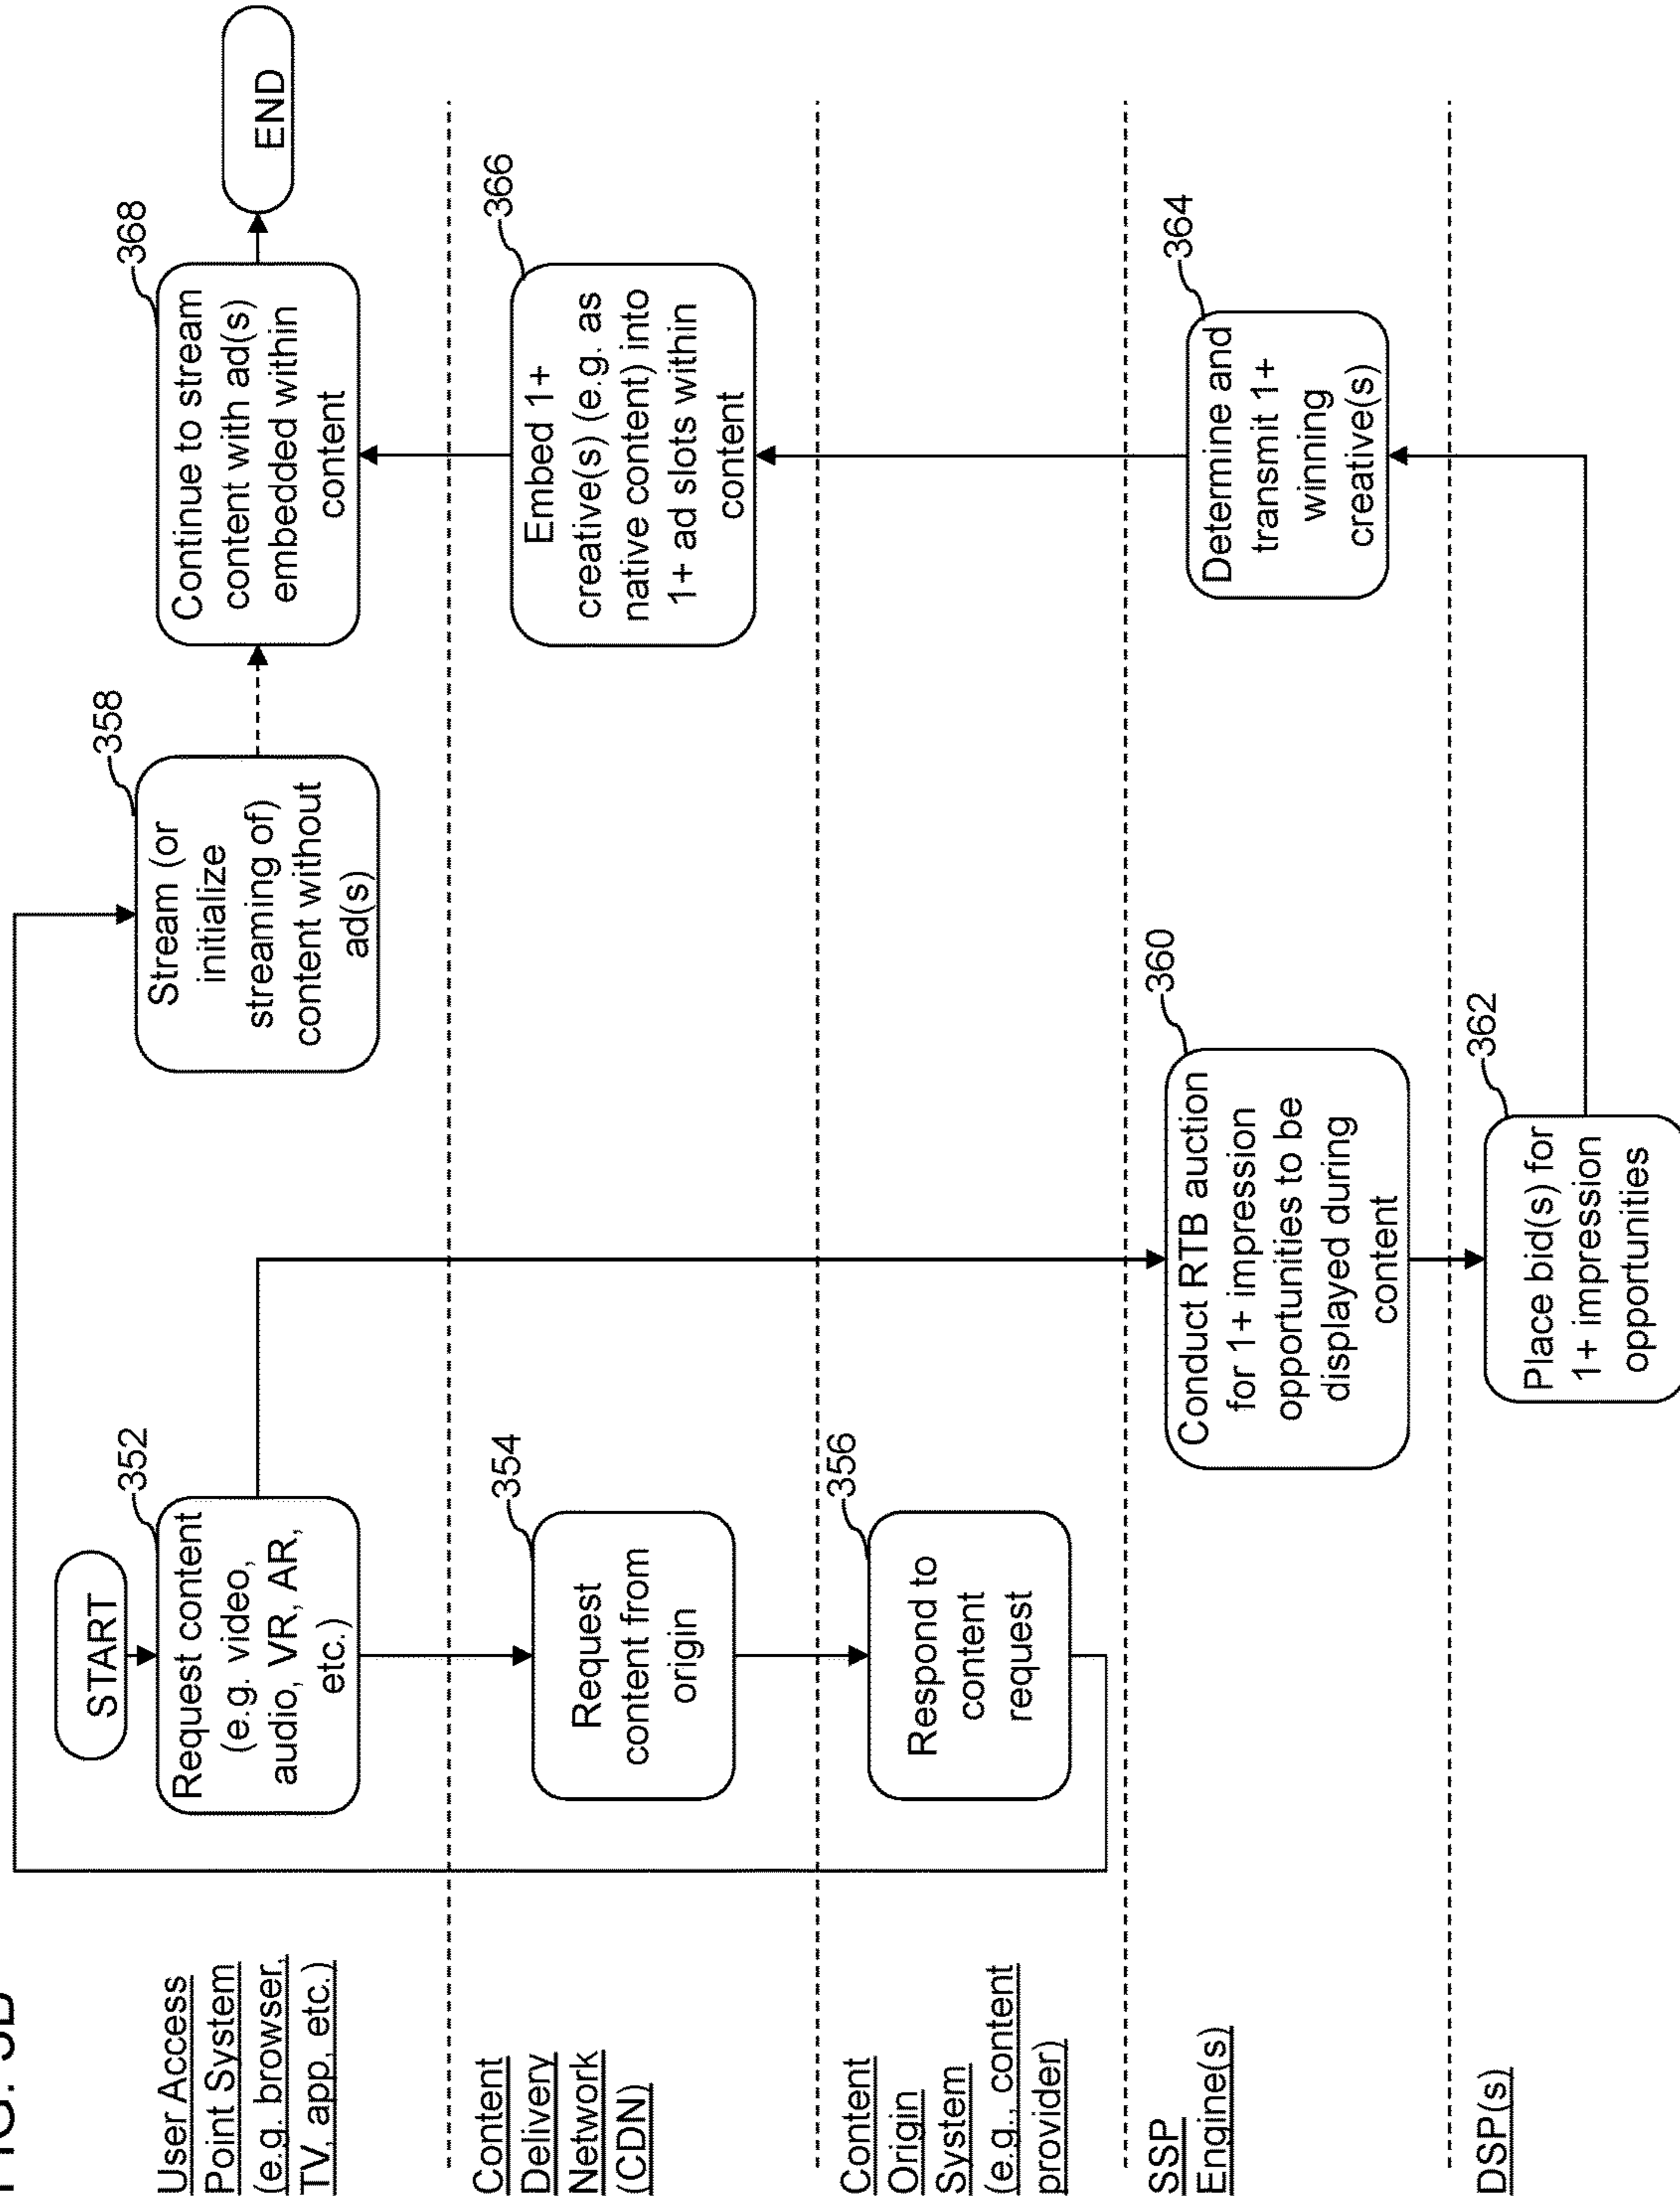 START
352
Request content
(e.g. video,
audio, VR, AR,
etc.)
358
Stream (or
initialize
streaming of)
content without
ad(s)
368
Continue to stream
content with ad(s)
embedded within
content
END
User Access
Point System
(e.g. browser,
TV, app, etc.)
354
Request
content from
origin
366
Embed 1+
creative(s) (e.g. as
native content) into
1+ ad slots within
content
Content
Delivery
Network
(CDN)
356
Respond to
content
request
Content
Origin
System
(e.g., content
provider)
360
Conduct RTB auction
for 1+ impression
opportunities to be
displayed during
content
364
Determine and
transmit 1+
winning
creative(s)
SSP
Engine(s)
362
Place bid(s) for
1+ impression
opportunities
DSP(s)